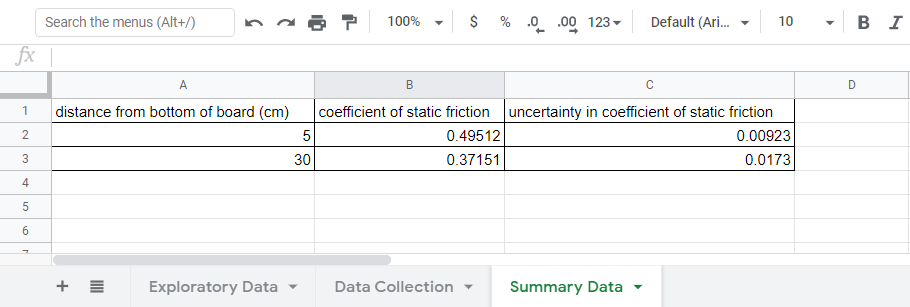 Search the menus (Alt+/) 100% $ % .0 .00 123 Default (Ari... 10 B I
fx
A B C D
1 distance from bottom of board (cm) coefficient of static friction uncertainty in coefficient of static friction
2 5 0.49512 0.00923
3 30 0.37151 0.0173
4
5
6
+ Exploratory Data Data Collection Summary Data